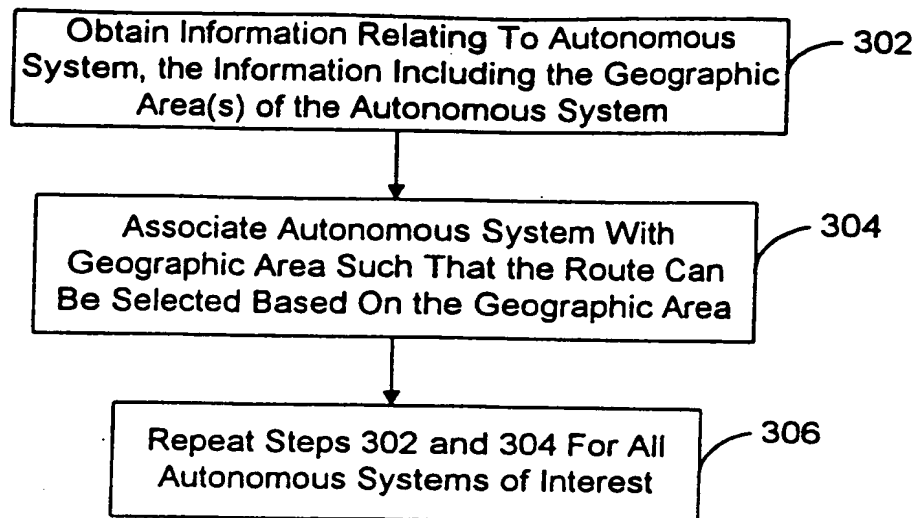 Obtain Information Relating To Autonomous
System, the Information Including the Geographic
Area(s) of the Autonomous System
302
Associate Autonomous System With
Geographic Area Such That the Route Can
Be Selected Based On the Geographic Area
304
Repeat Steps 302 and 304 For All
Autonomous Systems of Interest
306